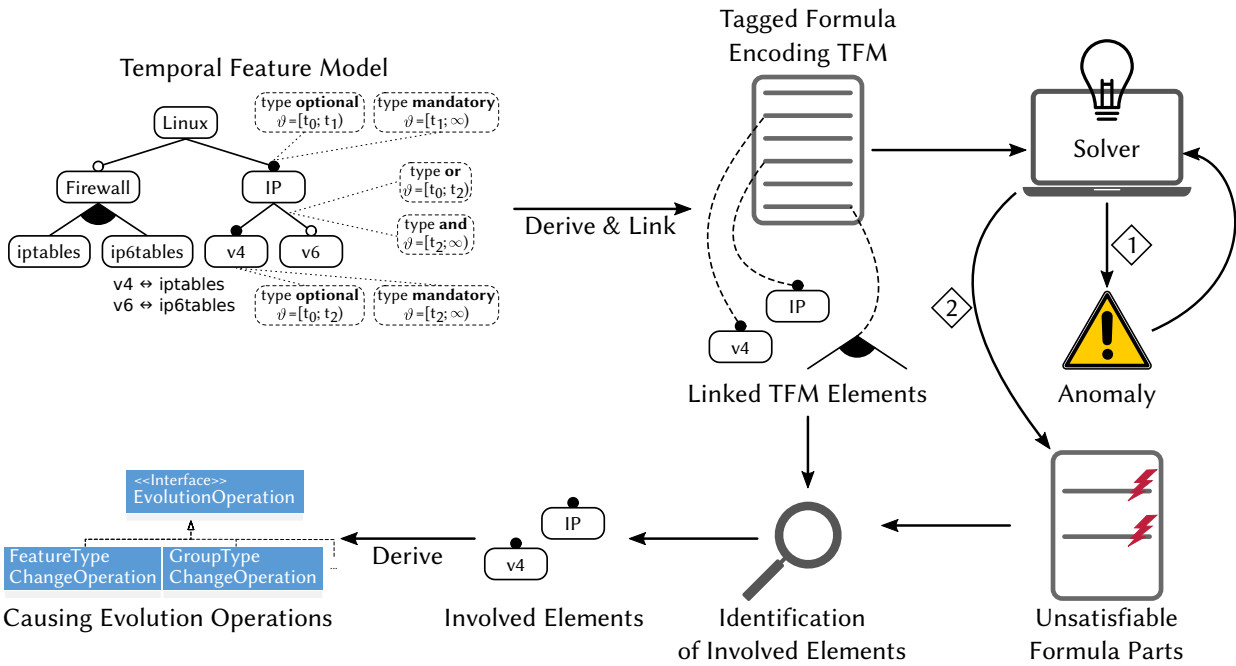 Temporal Feature Model
Linux
Firewall
IP
iptables
ip6tables
v4
v6
v4 ↔ iptables
v6 ↔ ip6tables
type optional
ϑ=[t₀; t₁)
type mandatory
ϑ=[t₁;∞)
type or
ϑ=[t₀; t₂)
type and
ϑ=[t₂;∞)
type optional
ϑ=[t₀; t₂)
type mandatory
ϑ=[t₂;∞)
Derive & Link
Tagged Formula
Encoding TFM
IP
v4
Linked TFM Elements
Solver
1
2
Anomaly
Unsatisfiable
Formula Parts
Identification
of Involved Elements
IP
v4
Involved Elements
Derive
<<Interface>>
EvolutionOperation
FeatureType
ChangeOperation
GroupType
ChangeOperation
...
Causing Evolution Operations